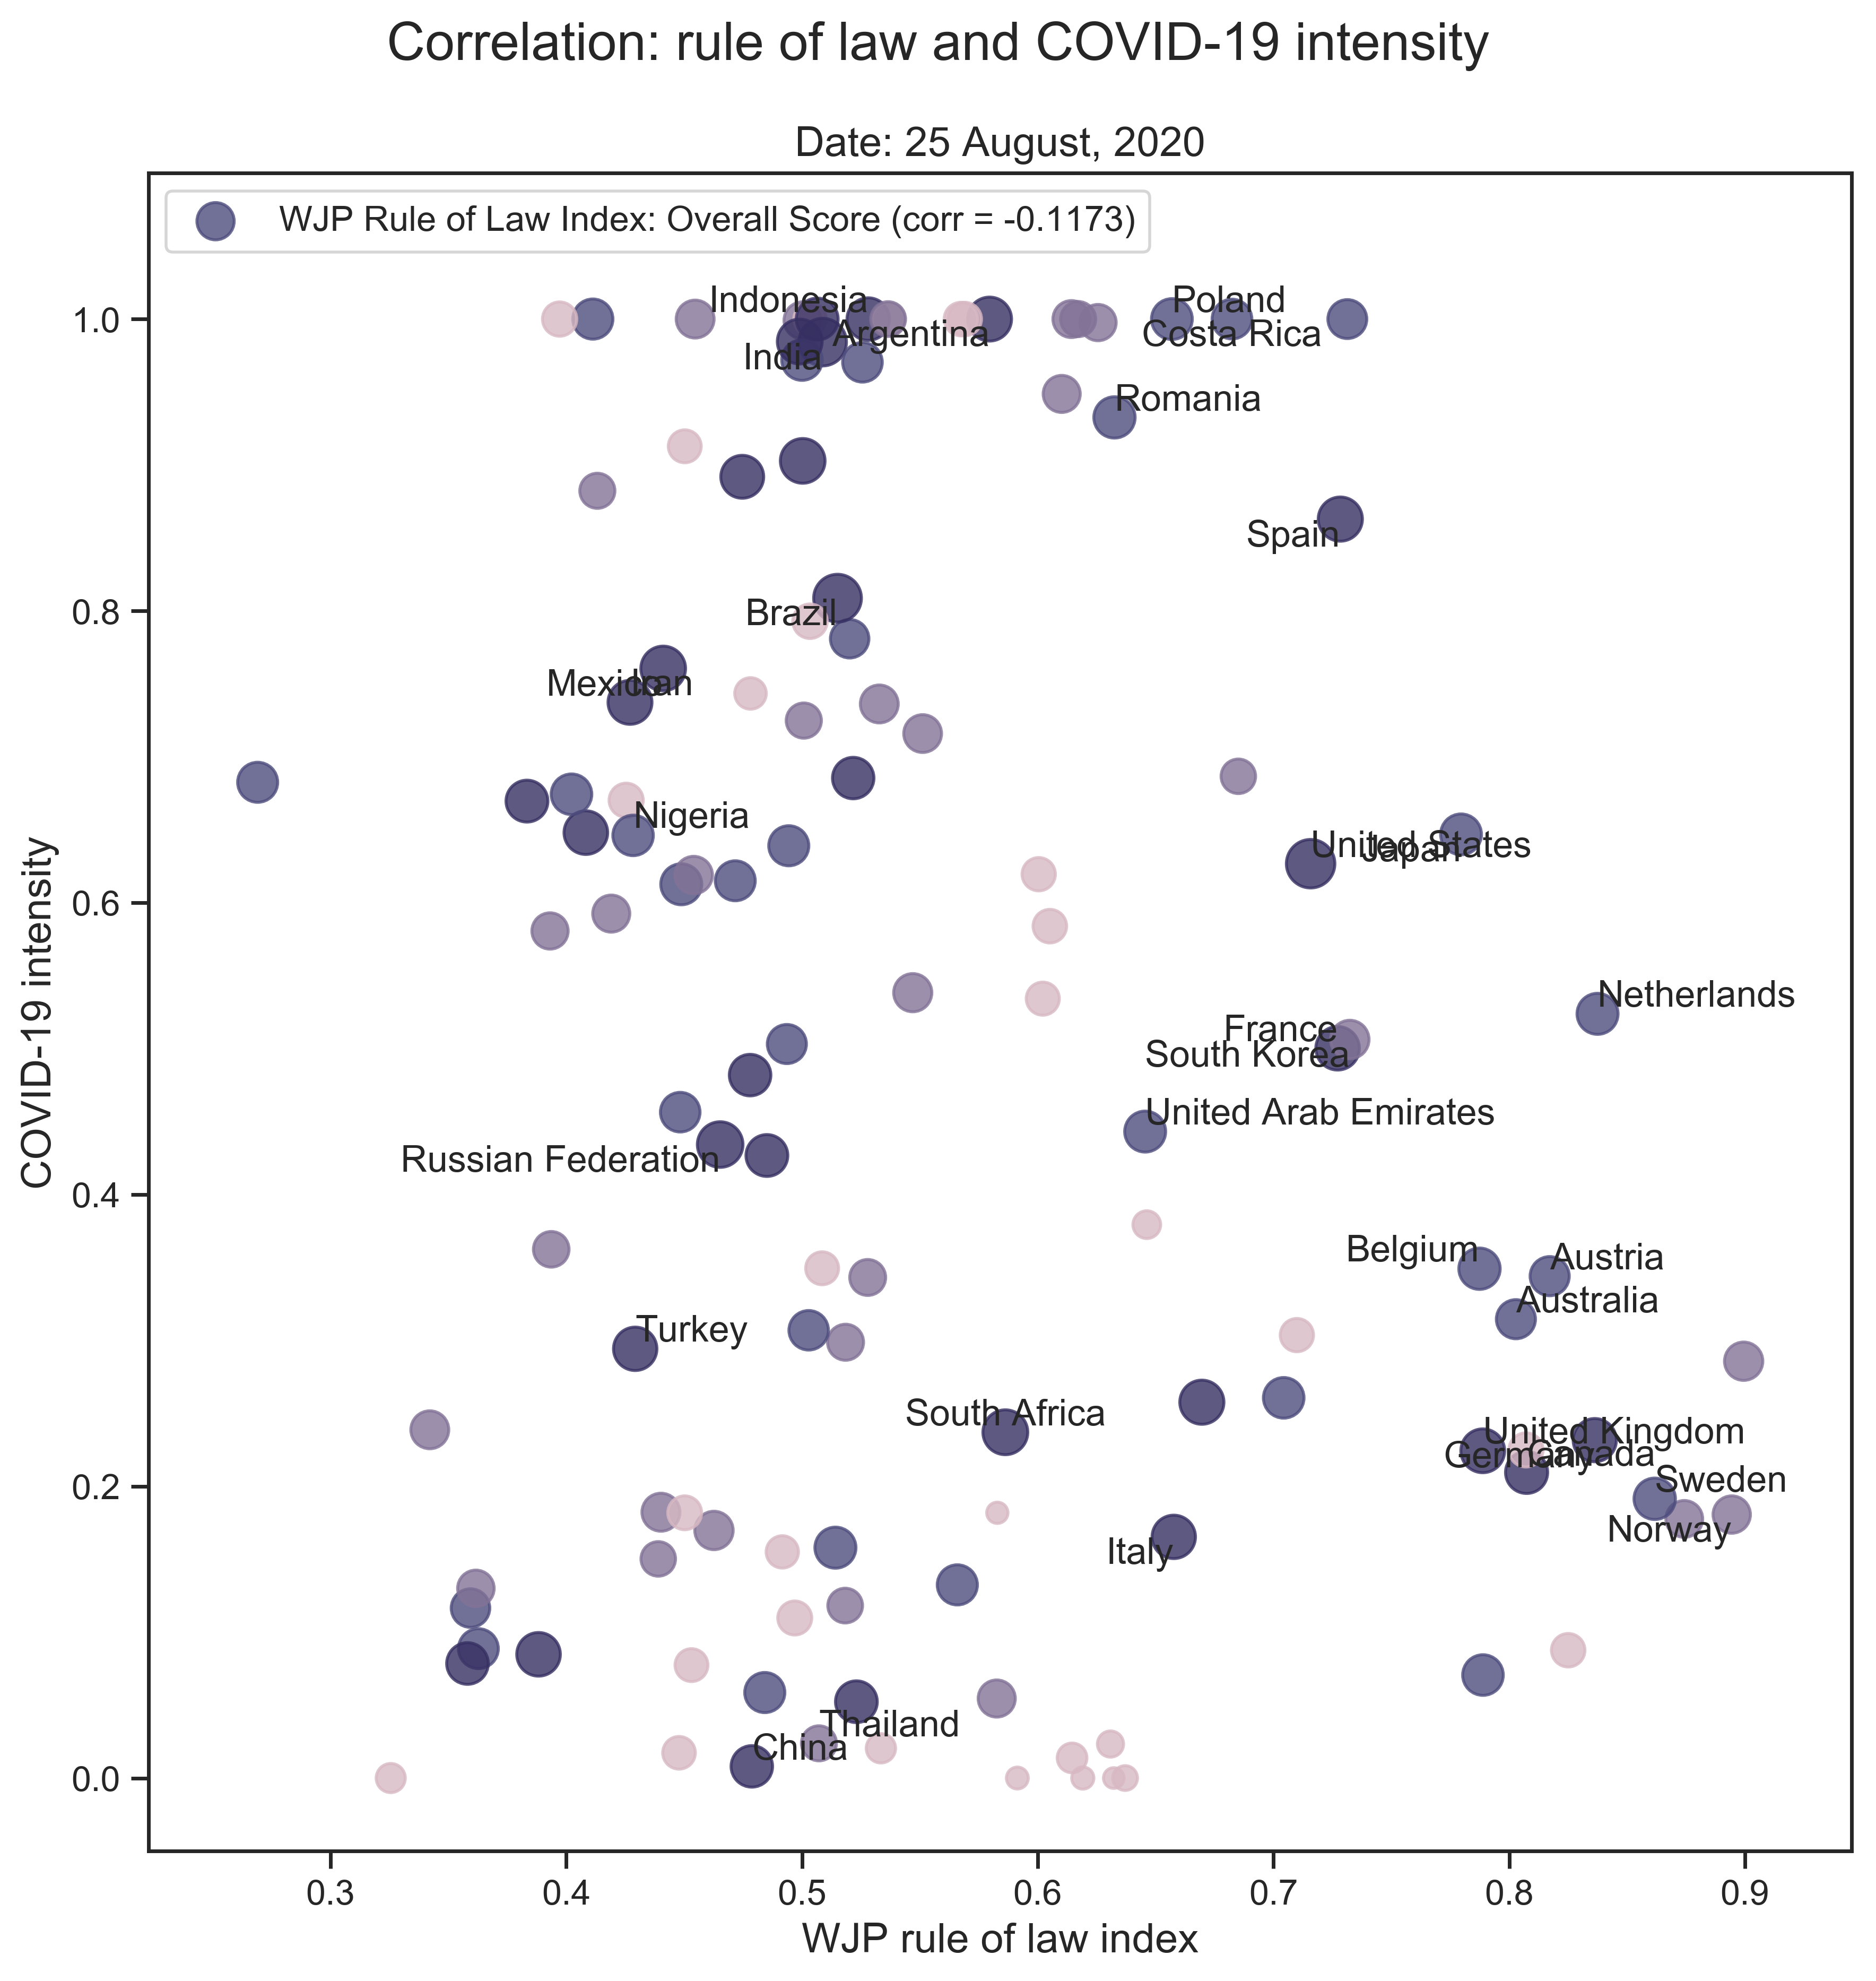 Correlation: rule of law and COVID-19 intensity
Date: 25 August, 2020
WJP Rule of Law Index: Overall Score (corr = -0.1173)
Indonesia
Poland
Argentina
Costa Rica
India
Romania
Spain
Brazil
Mexico
Iran
Nigeria
United States
Japan
Netherlands
France
South Korea
United Arab Emirates
Russian Federation
Belgium
Austria
Australia
Turkey
South Africa
United Kingdom
Germany
Canada
Sweden
Norway
Italy
Thailand
China
COVID-19 intensity
1.0
0.8
0.6
0.4
0.2
0.0
0.3
0.4
0.5
0.6
0.7
0.8
0.9
WJP rule of law index